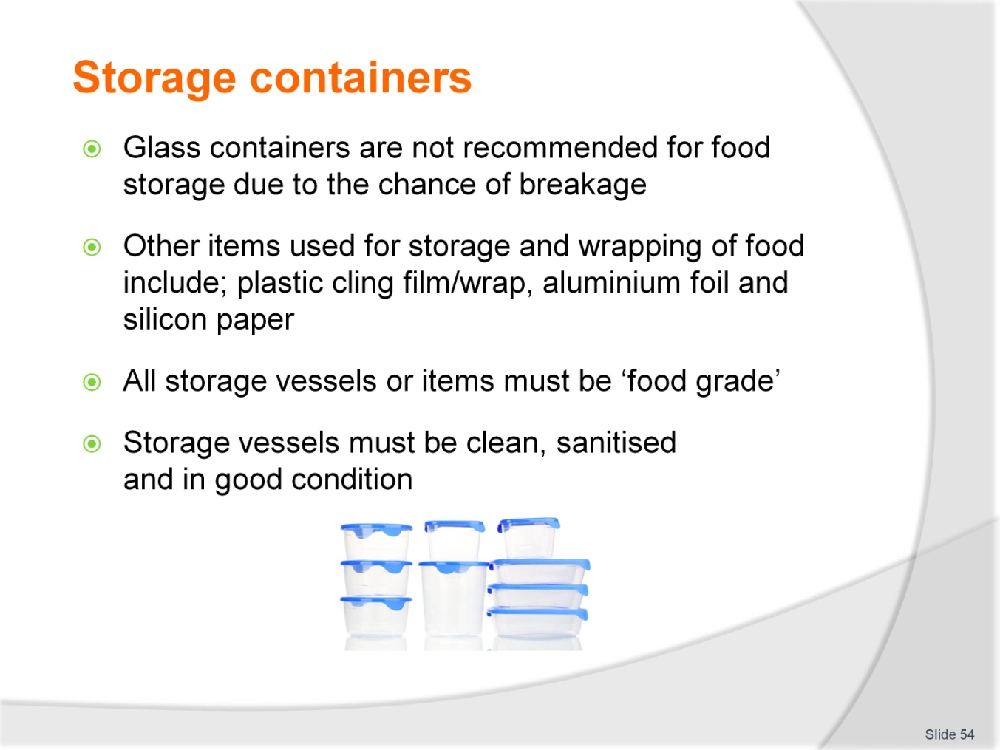 Storage containers
Glass containers are not recommended for food
storage due to the chance of breakage
Other items used for storage and wrapping of food
include; plastic cling film/wrap, aluminium foil and
silicon paper
All storage vessels or items must be ‘food grade’
Storage vessels must be clean, sanitised
and in good condition
Slide 54